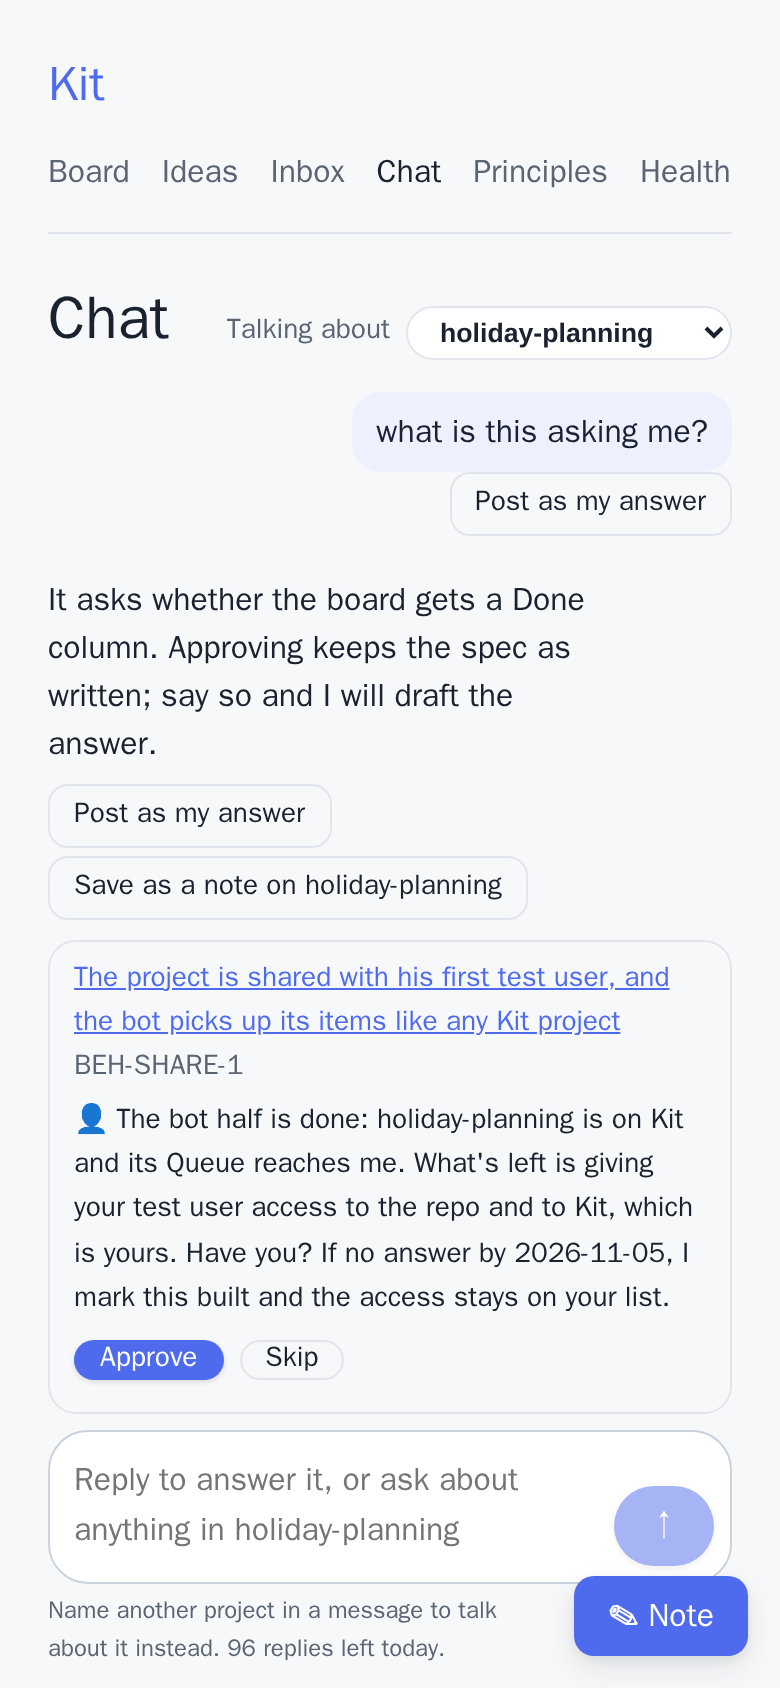 Kit
Board Ideas Inbox Chat Principles Health
Chat
Talking about
holiday-planning
what is this asking me?
Post as my answer
It asks whether the board gets a Done
column. Approving keeps the spec as
written; say so and I will draft the
answer.
Post as my answer
Save as a note on holiday-planning
The project is shared with his first test user, and
the bot picks up its items like any Kit project
BEH-SHARE-1
👤 The bot half is done: holiday-planning is on Kit
and its Queue reaches me. What's left is giving
your test user access to the repo and to Kit, which
is yours. Have you? If no answer by 2026-11-05, I
mark this built and the access stays on your list.
Approve Skip
Reply to answer it, or ask about
anything in holiday-planning
↑
Name another project in a message to talk
about it instead. 96 replies left today.
✎ Note